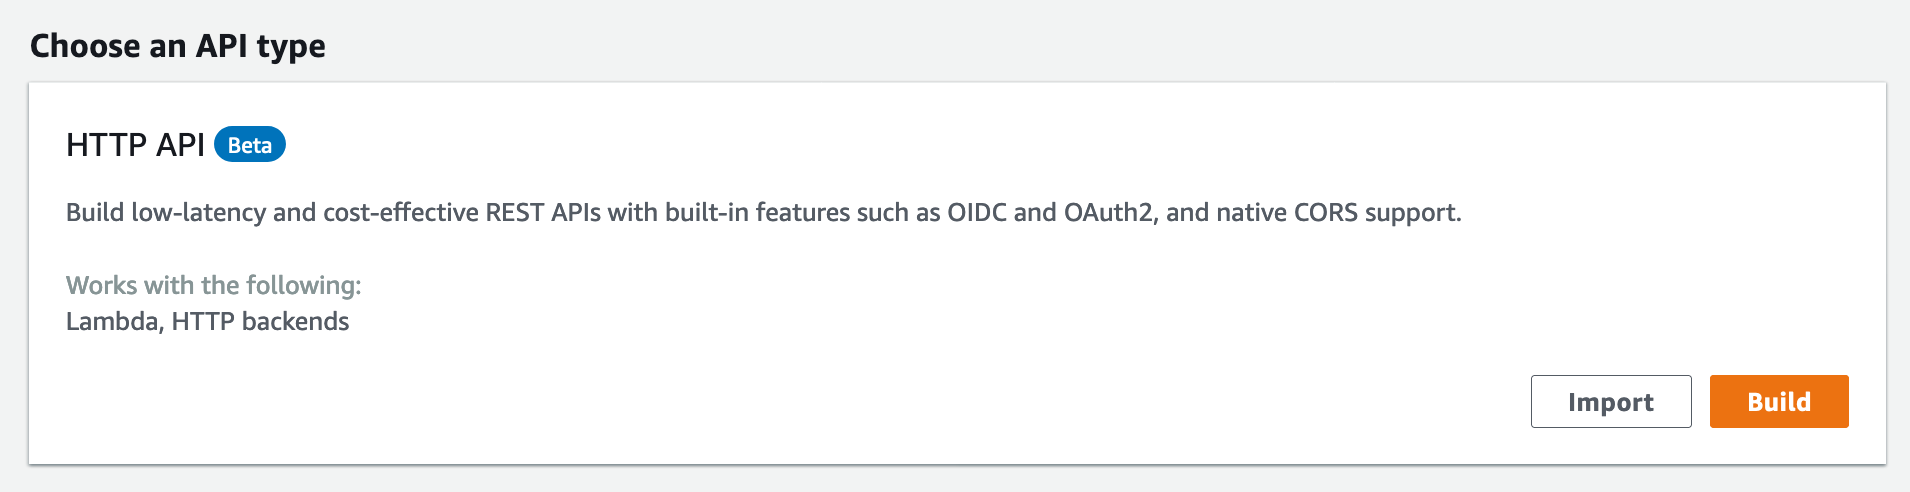 Choose an API type
HTTP API Beta
Build low-latency and cost-effective REST APIs with built-in features such as OIDC and OAuth2, and native CORS support.
Works with the following:
Lambda, HTTP backends
Import Build